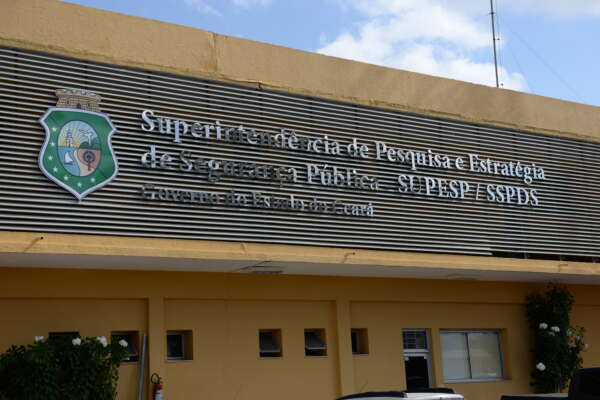 Superintendência de Pesquisa e Estratégia
de Segurança Pública - SUPESP / SSPDS
Governo do Estado do Ceará